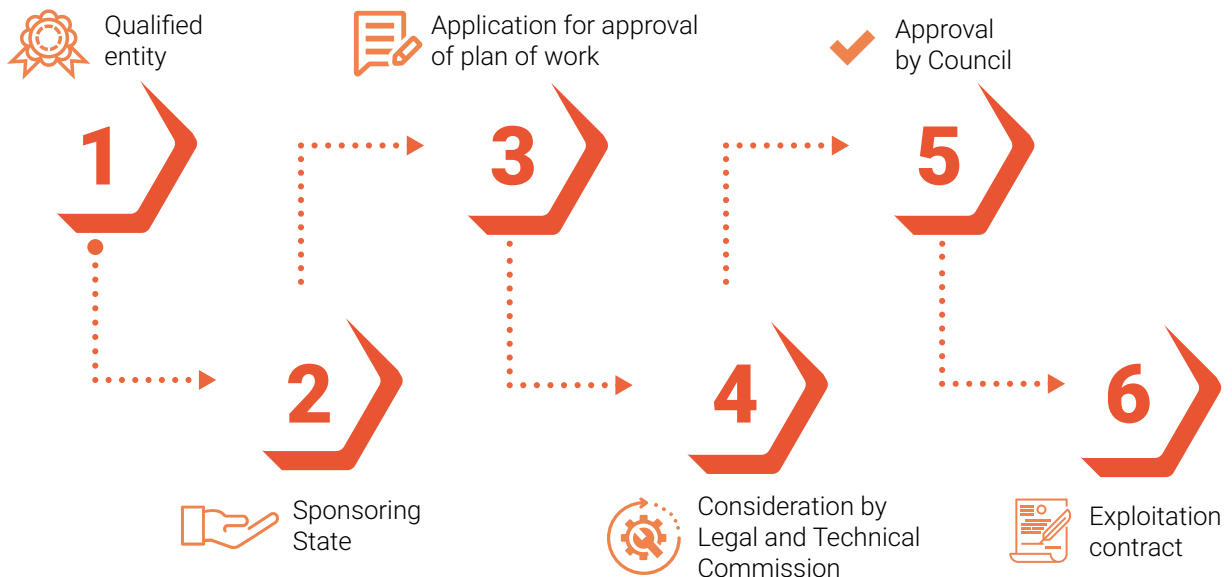 Qualified
entity
1
Sponsoring
State
2
Application for approval
of plan of work
3
Consideration by
Legal and Technical
Commission
4
Approval
by Council
5
Exploitation
contract
6